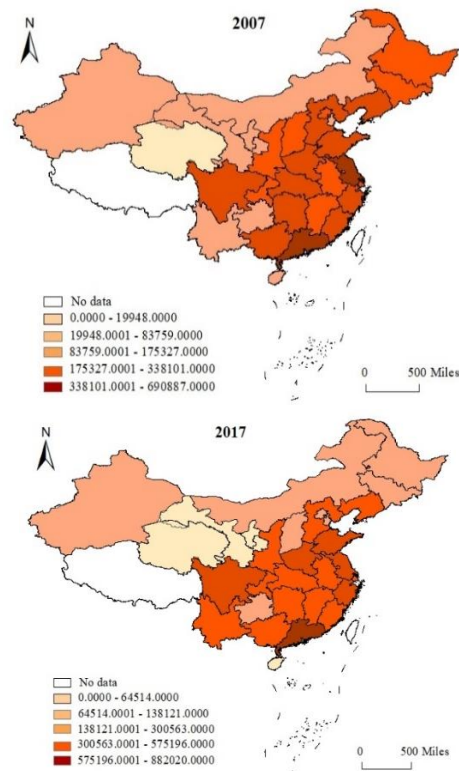 N
2007
No data
0.0000 - 19948.0000
19948.0001 - 83759.0000
83759.0001 - 175327.0000
175327.0001 - 338101.0000
338101.0001 - 690887.0000
0 500 Miles
N
2017
No data
0.0000 - 64514.0000
64514.0001 - 138121.0000
138121.0001 - 300563.0000
300563.0001 - 575196.0000
575196.0001 - 882020.0000
0 500 Miles